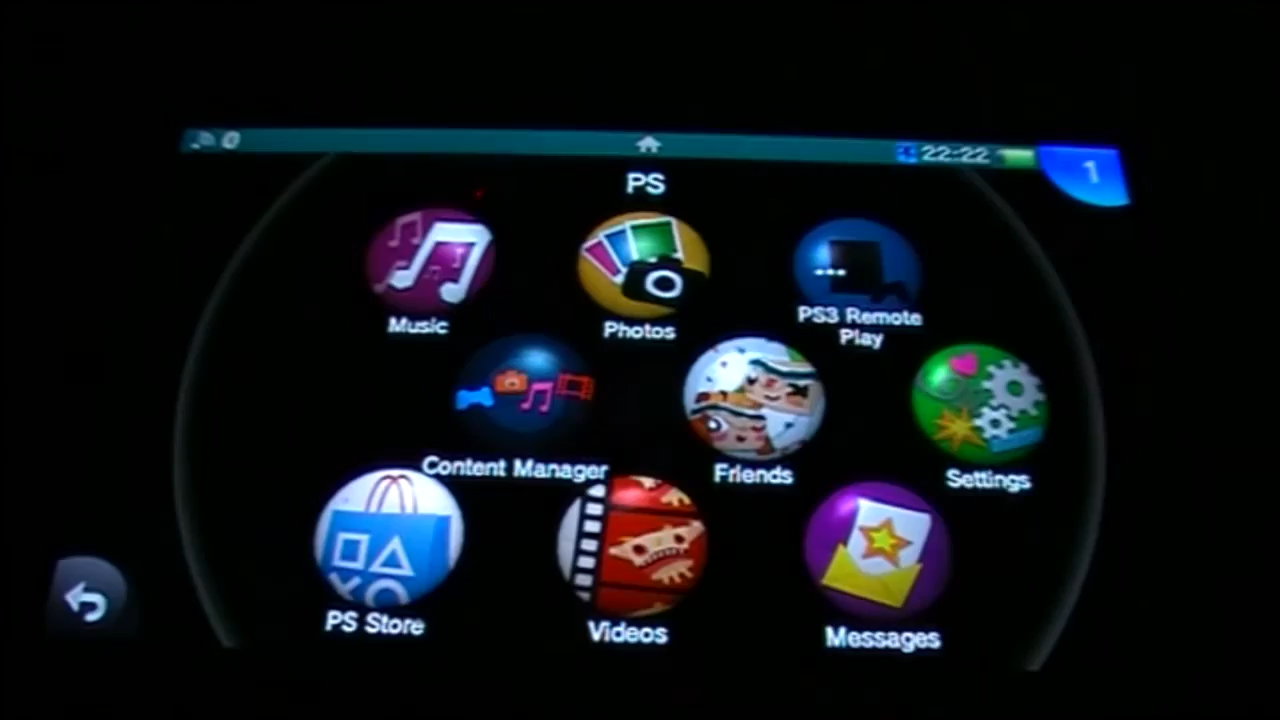 22:22
1
PS
Music
Photos
PS3 Remote
Play
Content Manager
Friends
Settings
PS Store
Videos
Messages